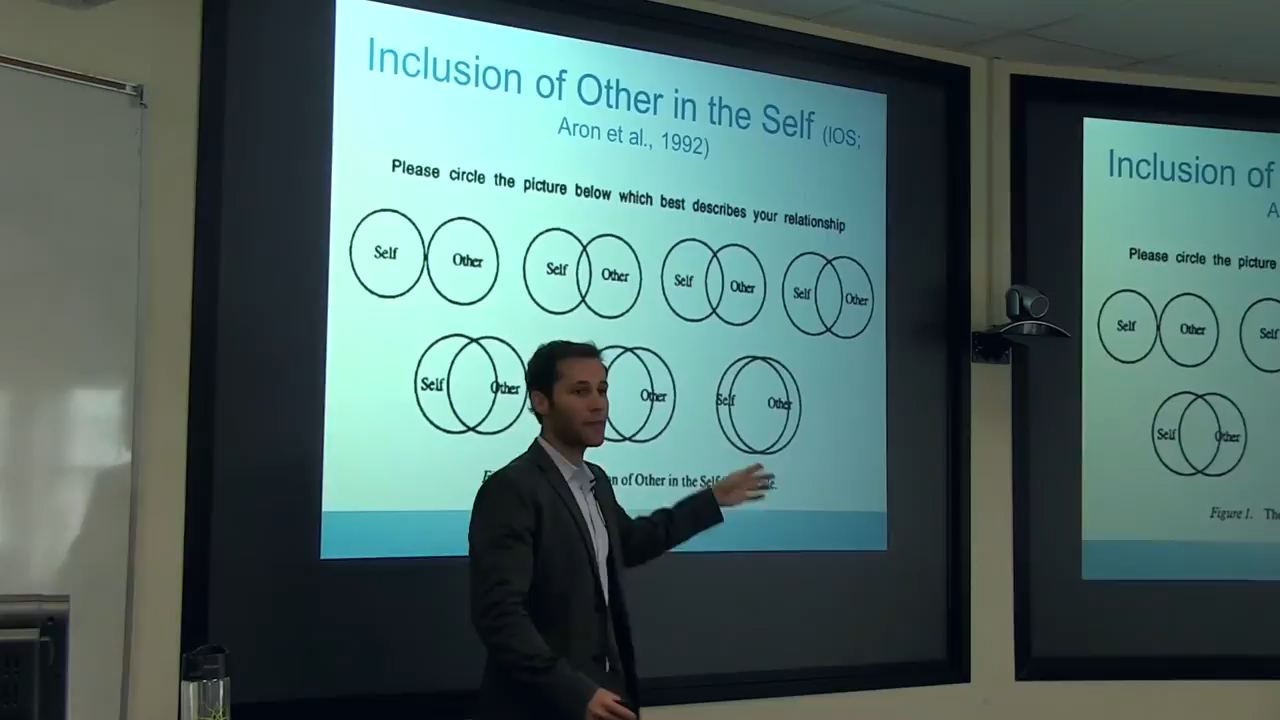 Inclusion of Other in the Self (IOS;
Aron et al., 1992)
Please circle the picture below which best describes your relationship
Self Other Self Other Self Other Self Other
Self Other Other Self Other
of Other in the Self
Inclusion of
Please circle the picture
Self Other Self
Self Other
Figure 1. The